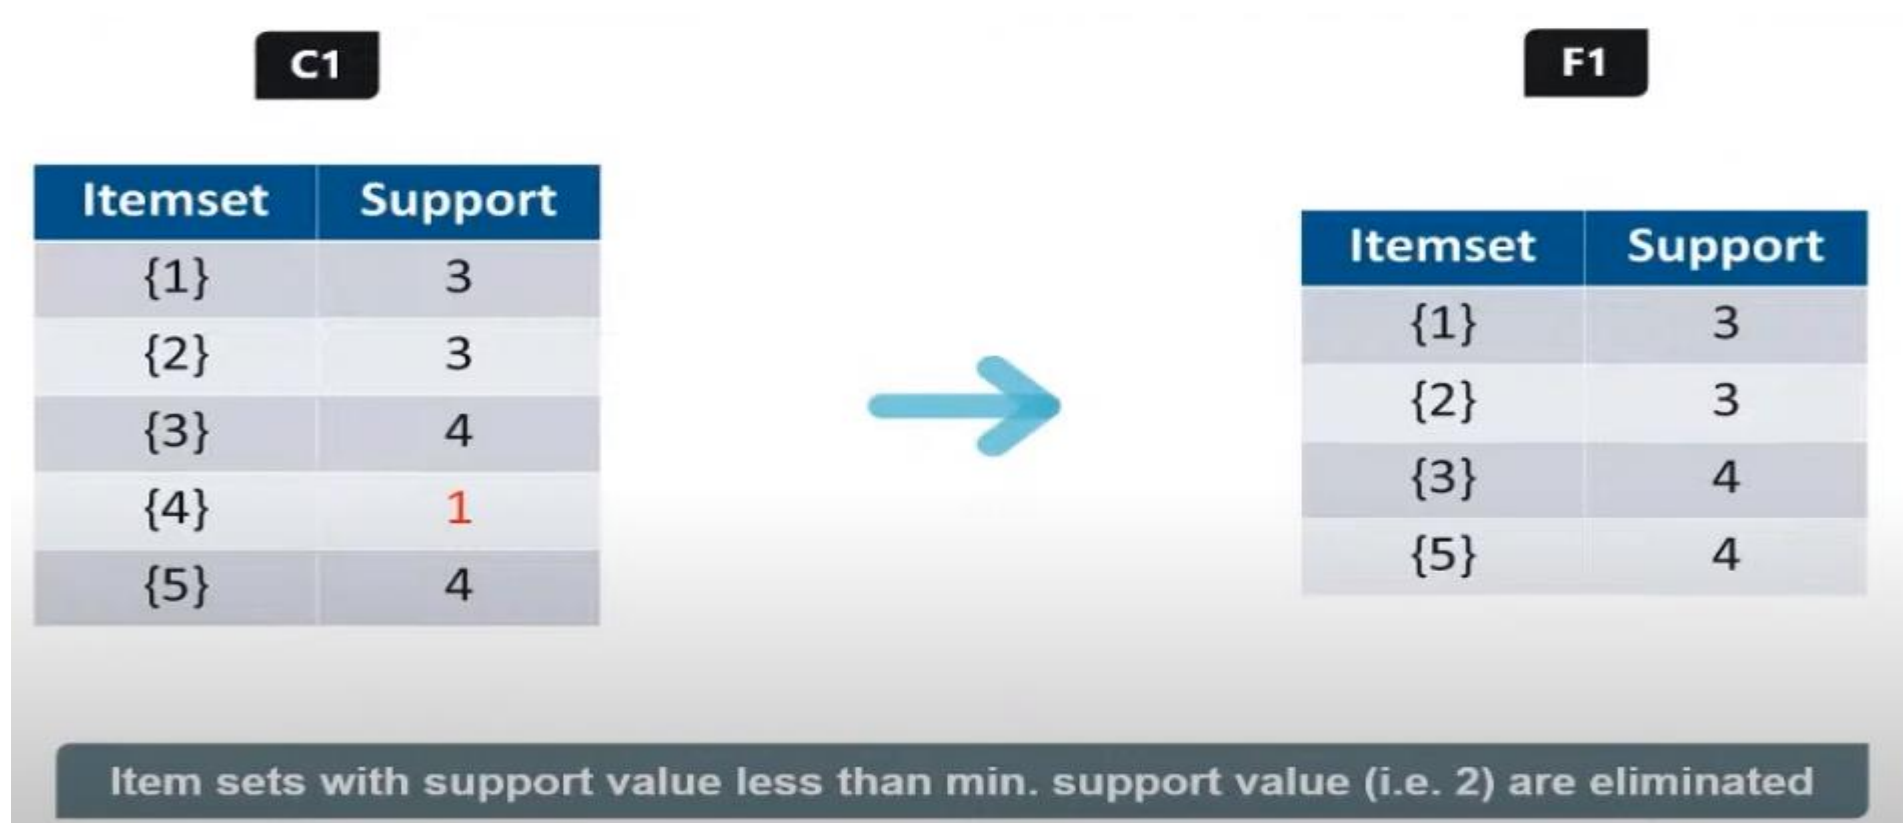 C1
Itemset Support
{1} 3
{2} 3
{3} 4
{4} 1
{5} 4
F1
Itemset Support
{1} 3
{2} 3
{3} 4
{5} 4
Item sets with support value less than min. support value (i.e. 2) are eliminated